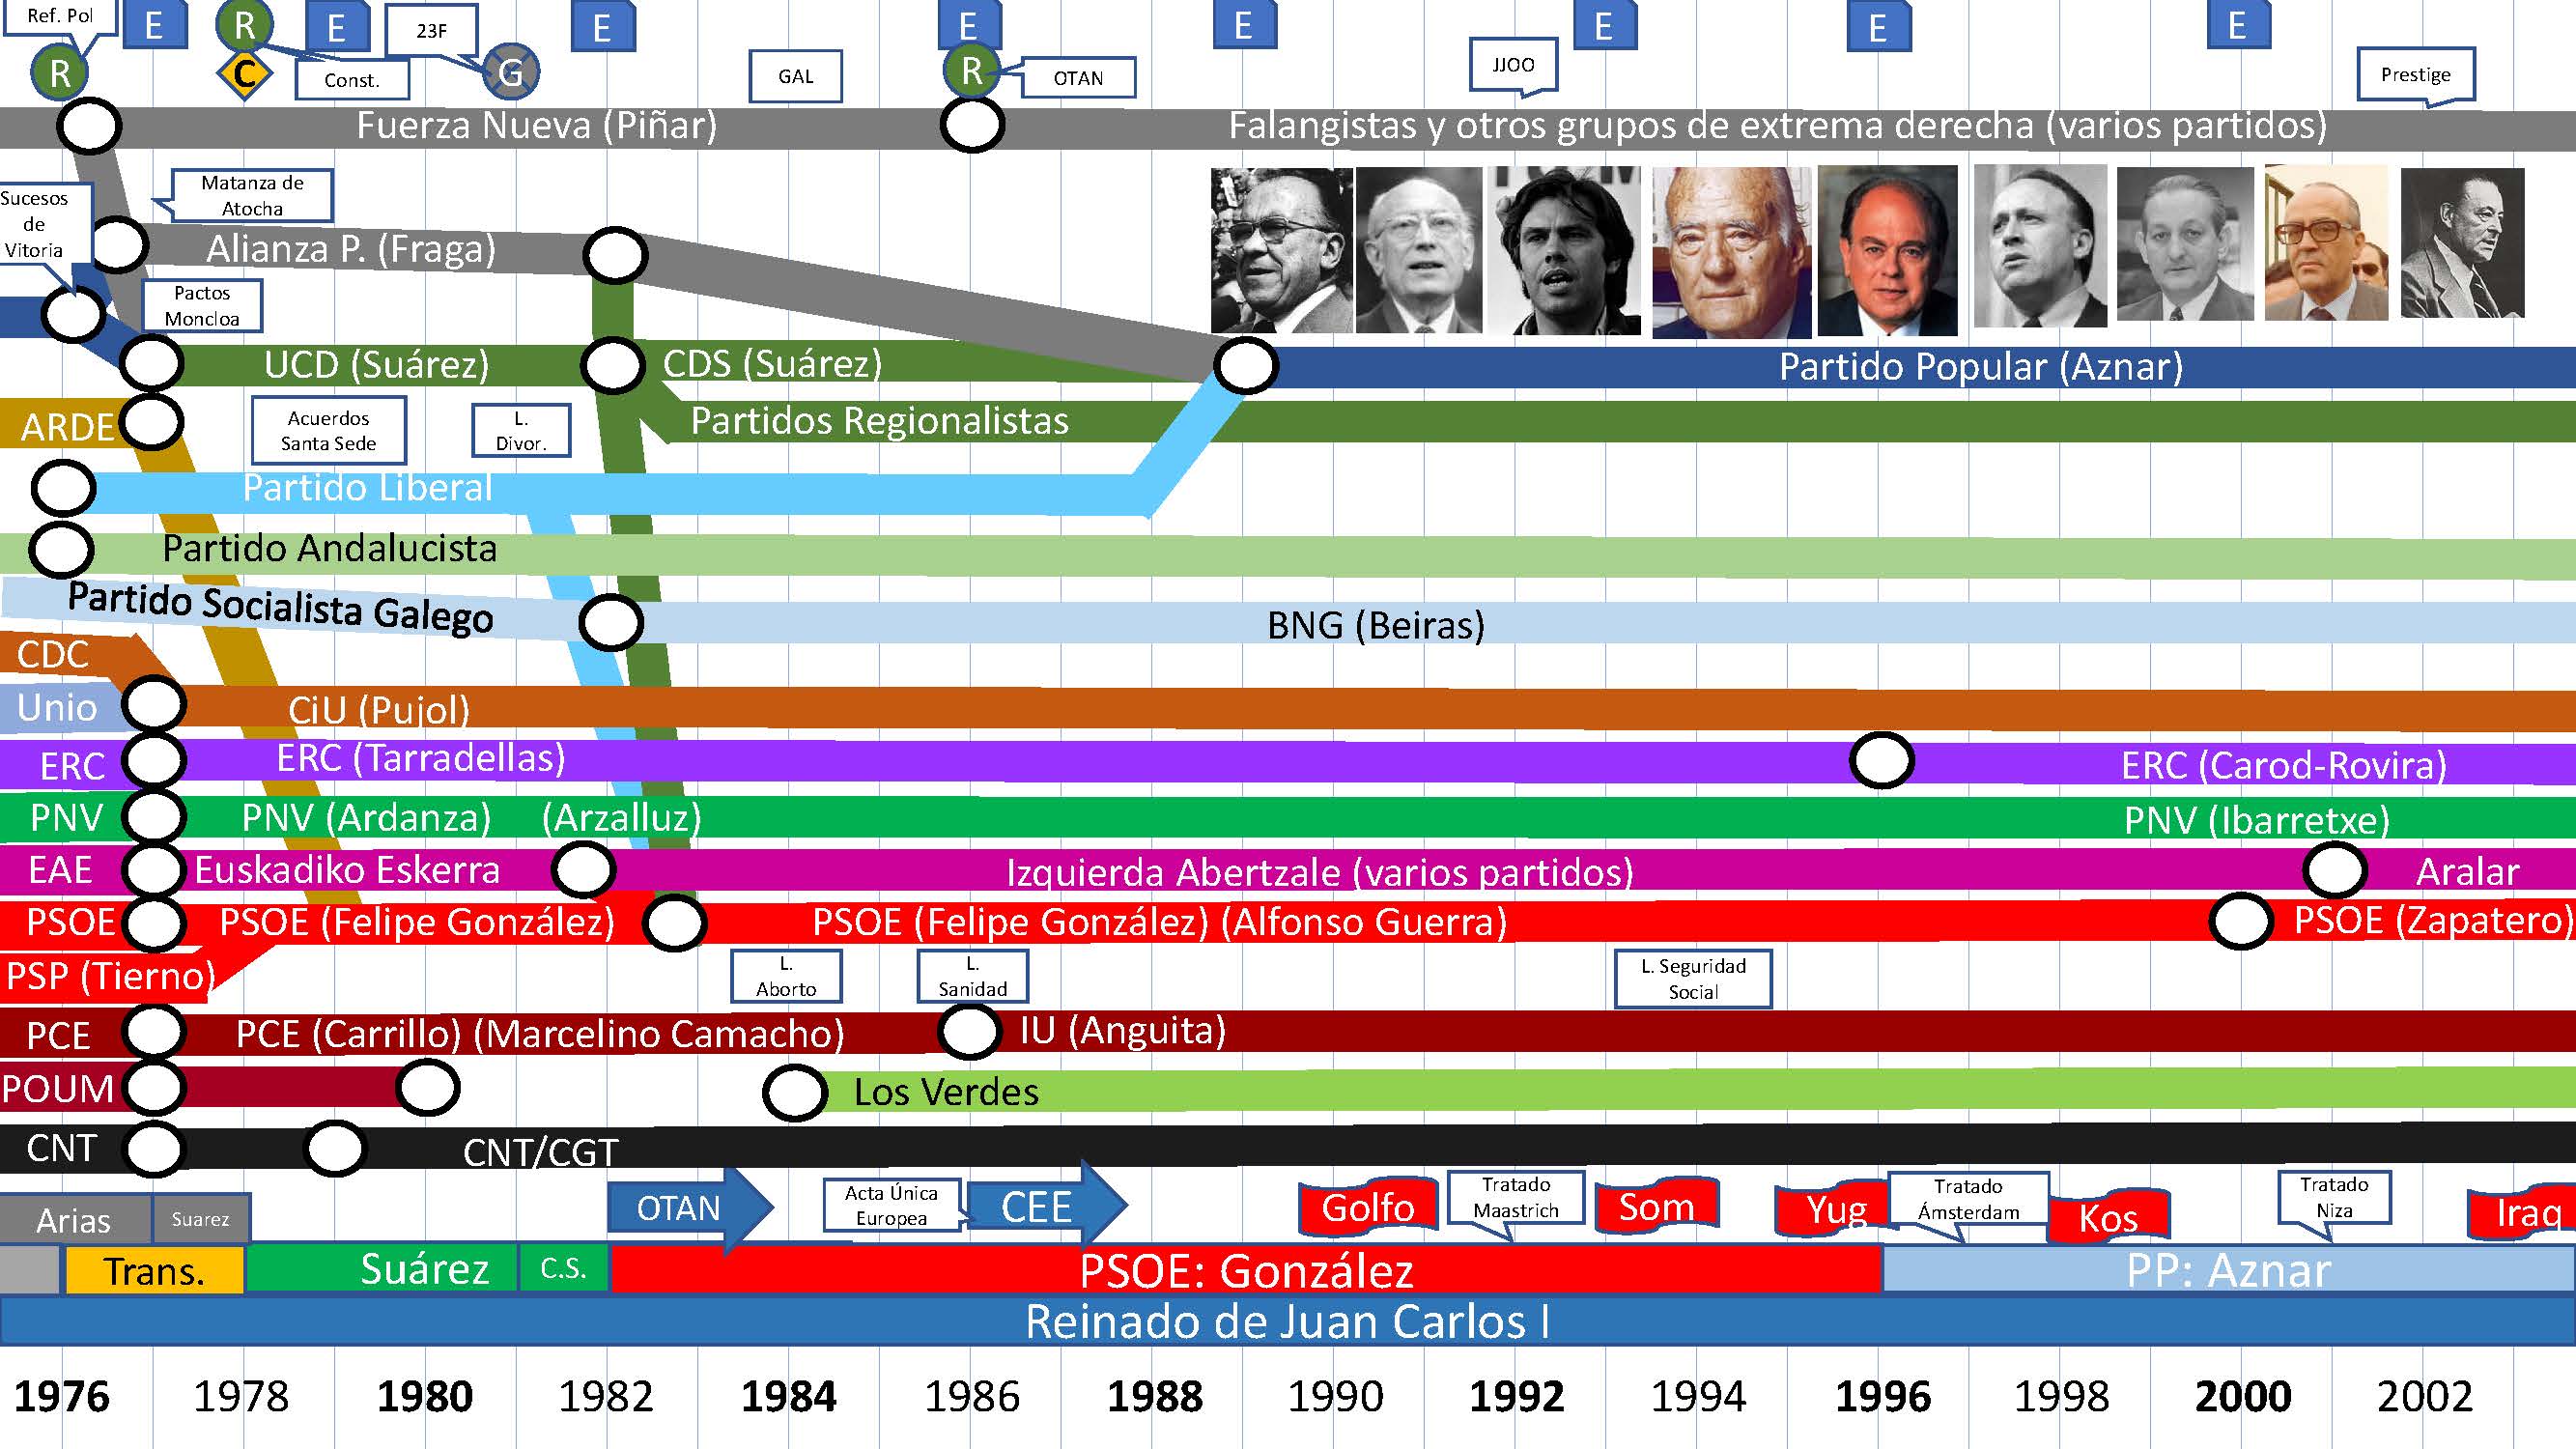 Ref. Pol
E
R
E
23F
E
E
E
E
E
E
R
C
Const.
G
GAL
R
OTAN
JJOO
Prestige
Fuerza Nueva (Piñar)
Falangistas y otros grupos de extrema derecha (varios partidos)
Matanza de
Atocha
Sucesos
de
Vitoria
Alianza P. (Fraga)
Pactos
Moncloa
UCD (Suárez)
CDS (Suárez)
Partido Popular (Aznar)
ARDE
Acuerdos
Santa Sede
L.
Divor.
Partidos Regionalistas
Partido Liberal
Partido Andalucista
Partido Socialista Galego
BNG (Beiras)
CDC
Unio
CiU (Pujol)
ERC
ERC (Tarradellas)
ERC (Carod-Rovira)
PNV
PNV (Ardanza)
(Arzalluz)
PNV (Ibarretxe)
EAE
Euskadiko Eskerra
Izquierda Abertzale (varios partidos)
Aralar
PSOE
PSOE (Felipe González)
PSOE (Felipe González) (Alfonso Guerra)
PSOE (Zapatero)
PSP (Tierno)
L.
Aborto
L.
Sanidad
L. Seguridad
Social
PCE
PCE (Carrillo) (Marcelino Camacho)
IU (Anguita)
POUM
Los Verdes
CNT
CNT/CGT
Arias
Suarez
OTAN
Acta Única
Europea
CEE
Golfo
Tratado
Maastrich
Som
Yug
Tratado
Ámsterdam
Kos
Tratado
Niza
Iraq
Trans.
Suárez
C.S.
PSOE: González
PP: Aznar
Reinado de Juan Carlos I
1976
1978
1980
1982
1984
1986
1988
1990
1992
1994
1996
1998
2000
2002